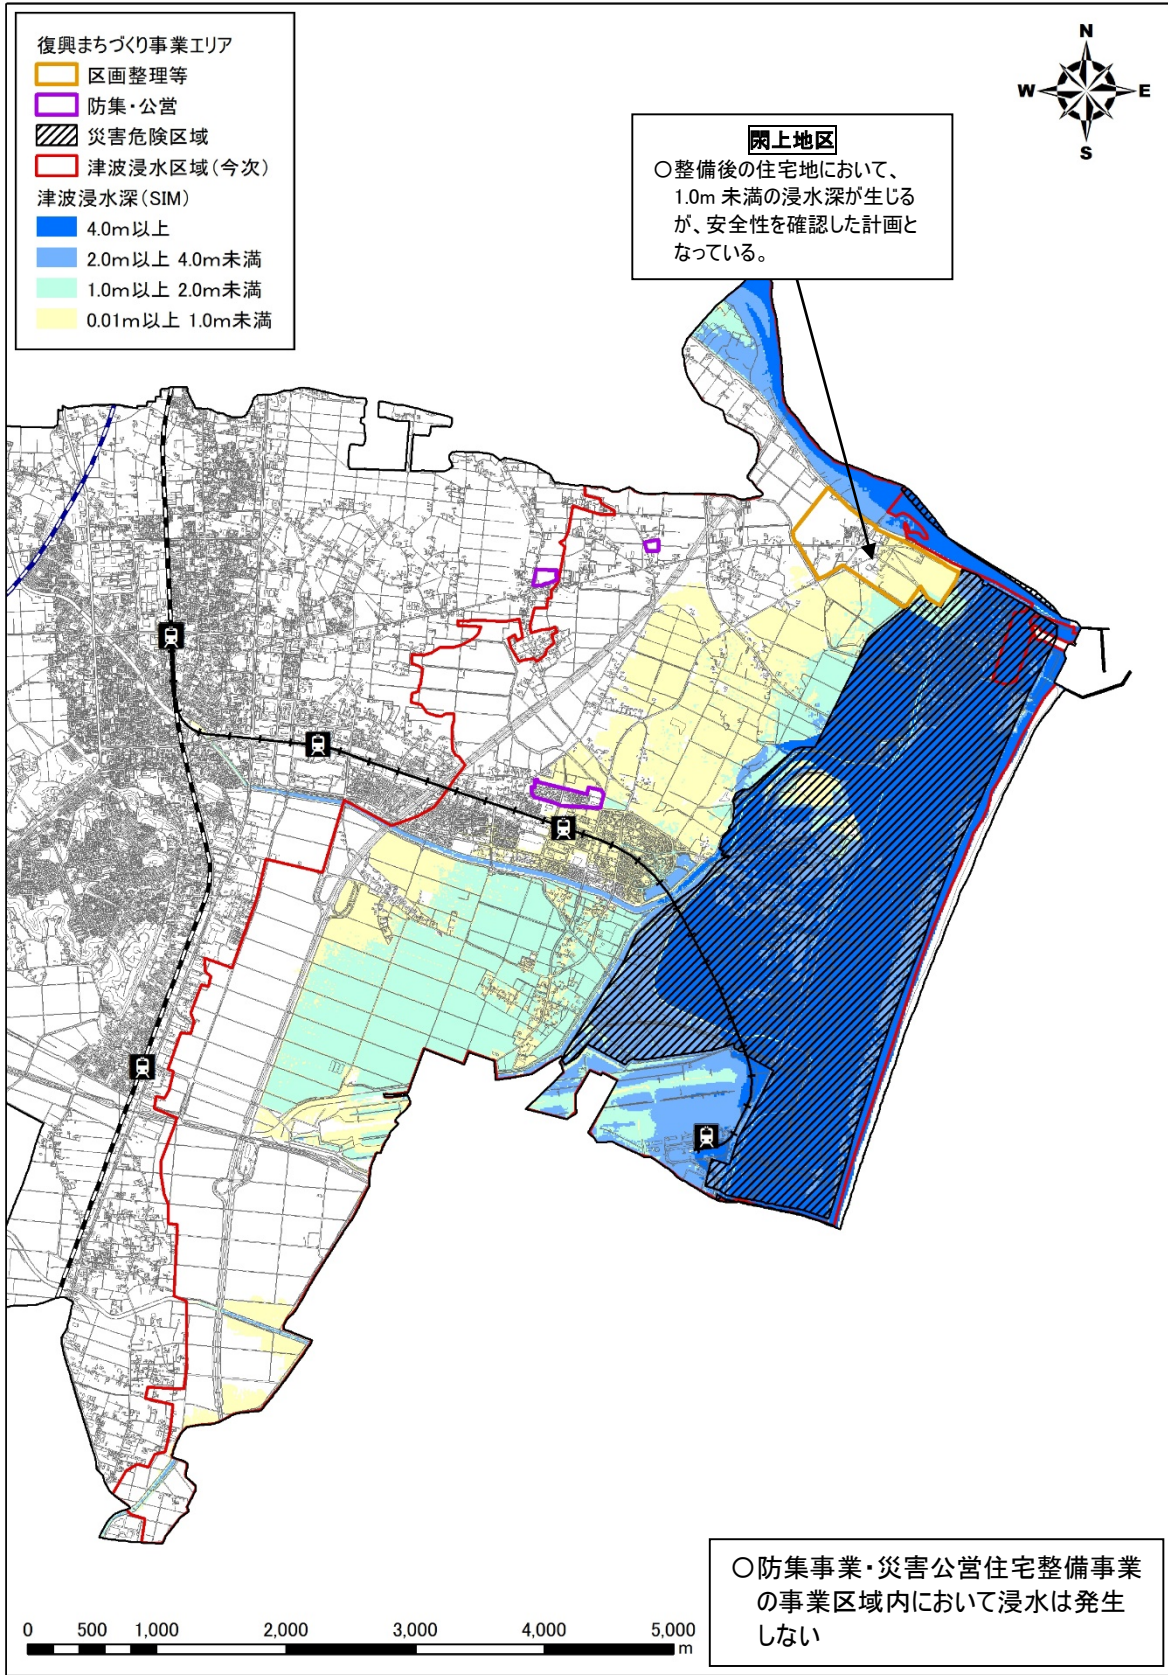 復興まちづくり事業エリア
区画整理等
防集・公営
災害危険区域
津波浸水区域(今次)
津波浸水深(SIM)
4.0m以上
2.0m以上 4.0m未満
1.0m以上 2.0m未満
0.01m以上 1.0m未満
N
W E
S
閖上地区
○整備後の住宅地において、
1.0m 未満の浸水深が生じる
が、安全性を確認した計画と
なっている。
○防集事業・災害公営住宅整備事業
の事業区域内において浸水は発生
しない
0 500 1,000 2,000 3,000 4,000 5,000
m